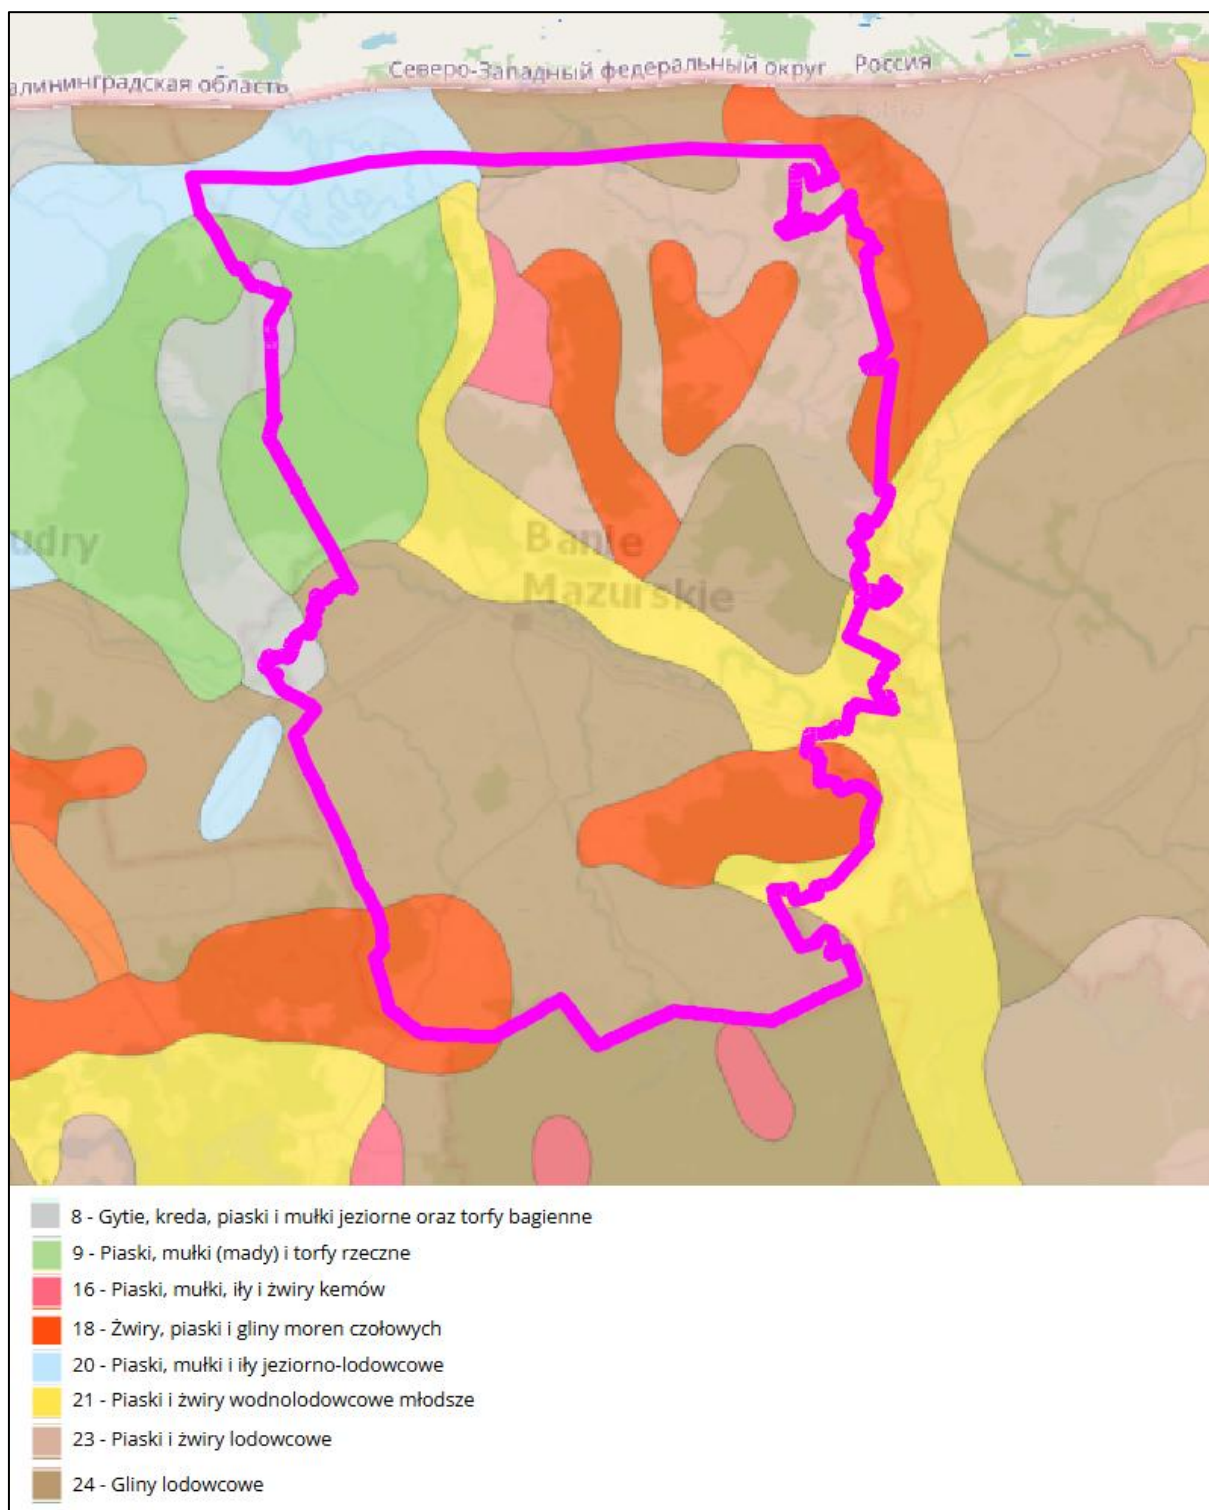 алининградская область
Северо-Западный федеральный округ
Россия
udry
Banie
Mazurskie
8 - Gytie, kreda, piaski i mułki jeziorne oraz torfy bagienne
9 - Piaski, mułki (mady) i torfy rzeczne
16 - Piaski, mułki, iły i żwiry kemów
18 - Żwiry, piaski i gliny moren czołowych
20 - Piaski, mułki i iły jeziorno-lodowcowe
21 - Piaski i żwiry wodnolodowcowe młodsze
23 - Piaski i żwiry lodowcowe
24 - Gliny lodowcowe